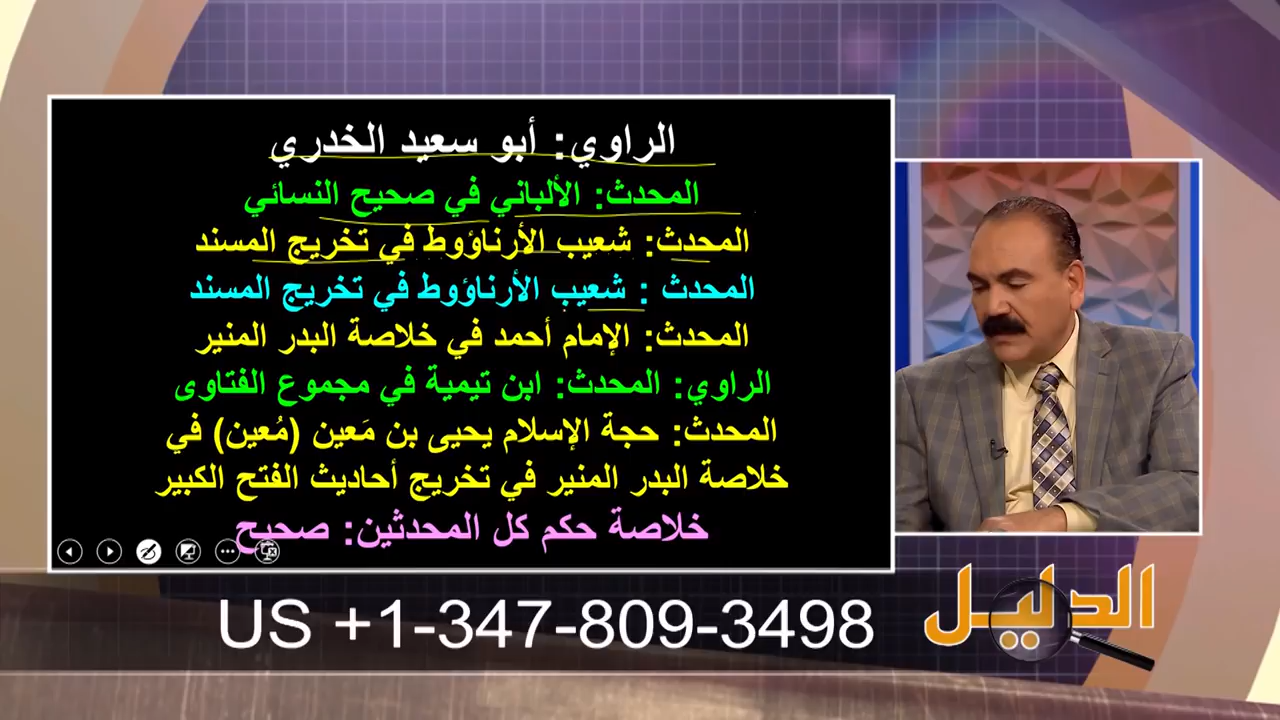 الراوي: أبو سعيد الخدري
المحدث: الألباني في صحيح النسائي
المحدث: شعيب الأرناؤوط في تخريج المسند
المحدث : شعيب الأرناؤوط في تخريج المسند
المحدث: الإمام أحمد في خلاصة البدر المنير
الراوي: المحدث: ابن تيمية في مجموع الفتاوى
المحدث: حجة الإسلام يحيى بن مَعين (مُعين) في
خلاصة البدر المنير في تخريج أحاديث الفتح الكبير
خلاصة حكم كل المحدثين: صحيح
US +1-347-809-3498
الدليل